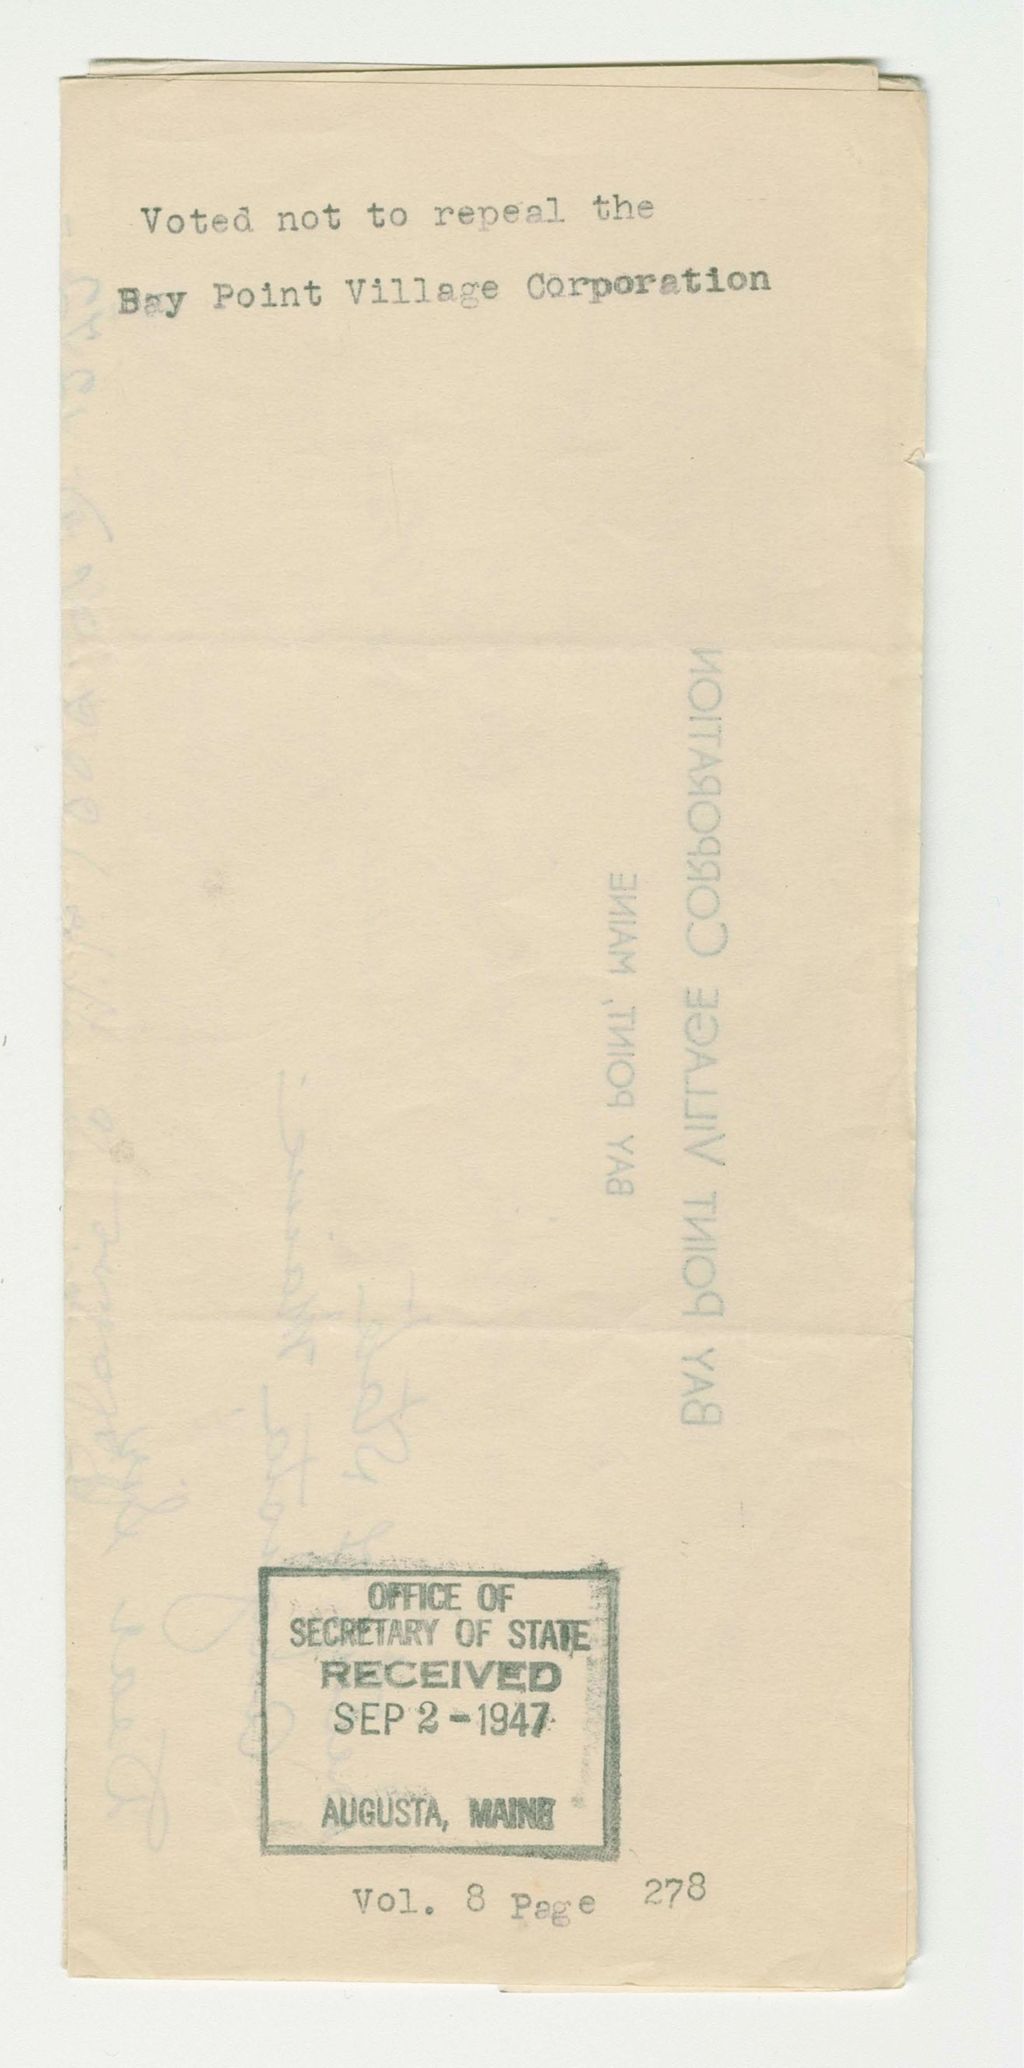 Voted not to repeal the
Bay Point Village Corporation
BAY POINT VILLAGE CORPORATION
BAY POINT, MAINE
OFFICE OF
SECRETARY OF STATE
RECEIVED
SEP 2-1947
AUGUSTA, MAINE
Vol. 8 Page 278